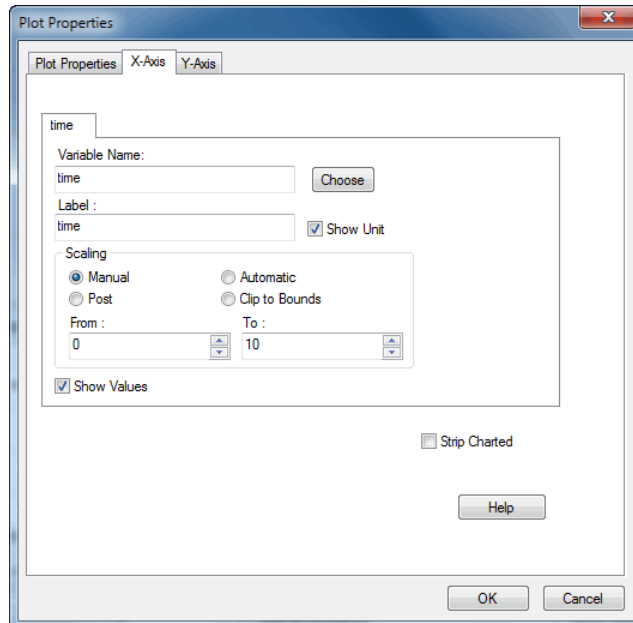 Plot Properties
Plot Properties X-Axis Y-Axis
time
Variable Name:
time Choose
Label :
time Show Unit
Scaling
Manual Automatic
Post Clip to Bounds
From : To :
0 10
Show Values
Strip Charted
Help
OK Cancel